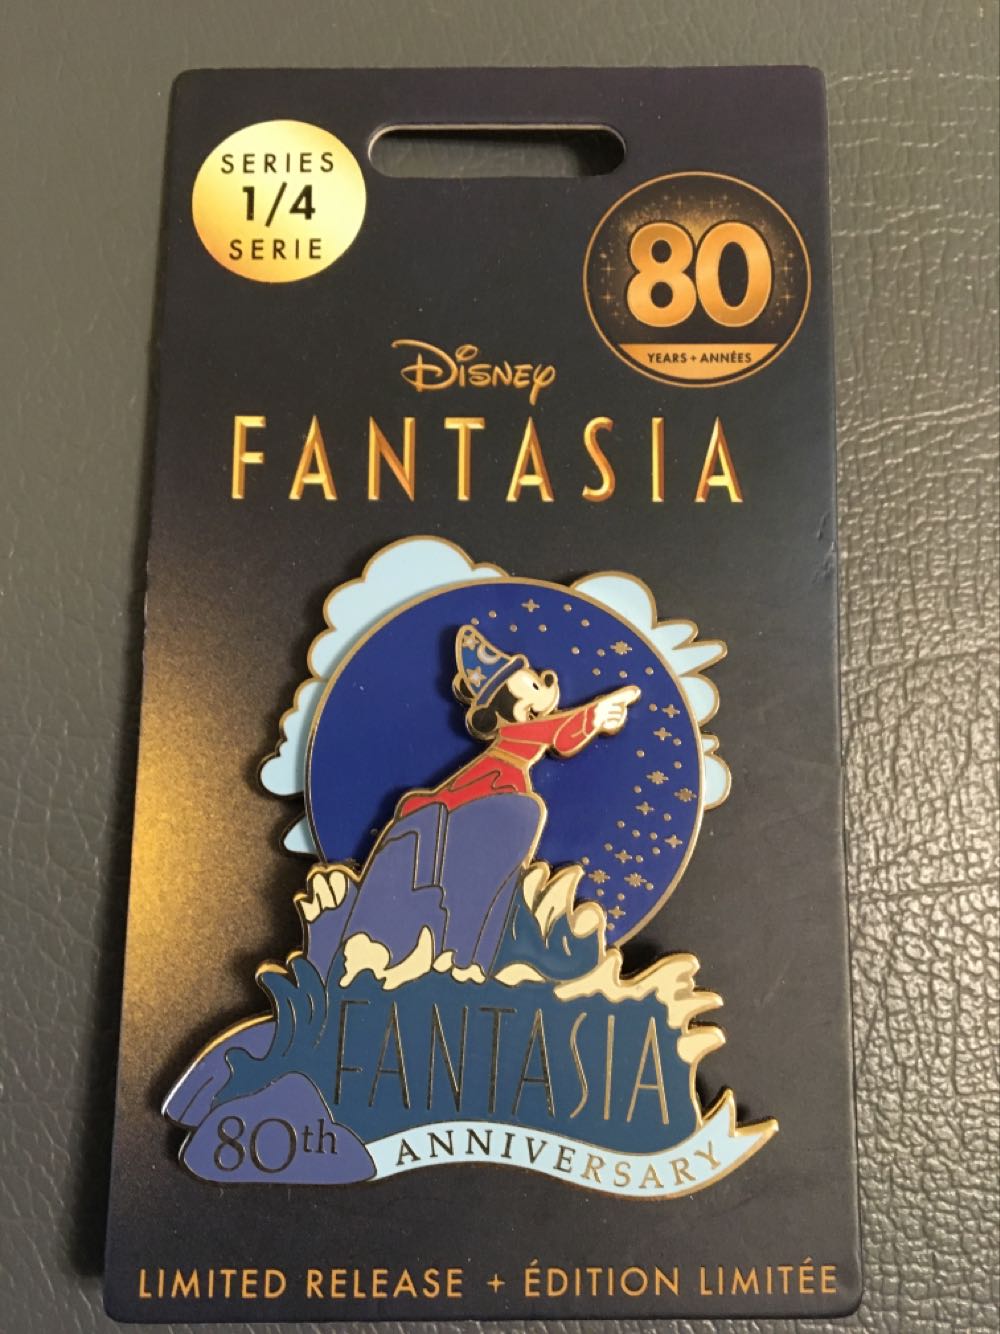 SERIES
1/4
SERIE
80
YEARS + ANNÉES
Disney
FANTASIA
FANTASIA
80th
ANNIVERSARY
LIMITED RELEASE + ÉDITION LIMITÉE